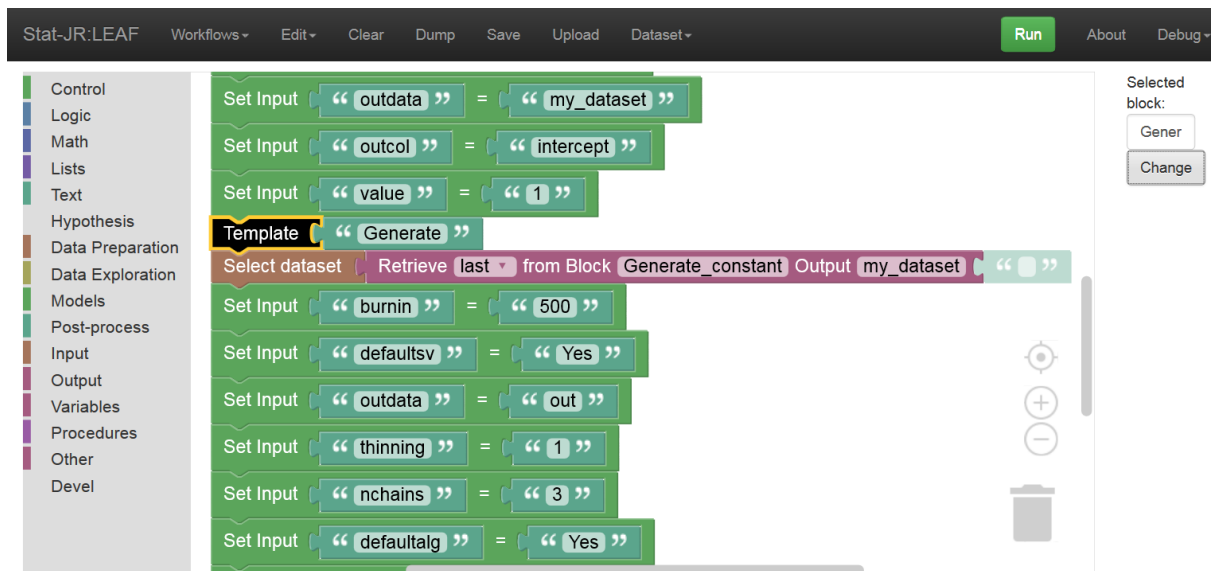 Stat-JR:LEAF Workflows Edit Clear Dump Save Upload Dataset Run About Debug
Control
Logic
Math
Lists
Text
Hypothesis
Data Preparation
Data Exploration
Models
Post-process
Input
Output
Variables
Procedures
Other
Devel
Set Input “ outdata ” = “ my_dataset ”
Set Input “ outcol ” = “ intercept ”
Set Input “ value ” = “ 1 ”
Template “ Generate ”
Select dataset Retrieve last from Block Generate_constant Output my_dataset “ ”
Set Input “ burnin ” = “ 500 ”
Set Input “ defaultsv ” = “ Yes ”
Set Input “ outdata ” = “ out ”
Set Input “ thinning ” = “ 1 ”
Set Input “ nchains ” = “ 3 ”
Set Input “ defaultalg ” = “ Yes ”
Selected
block:
Gener
Change